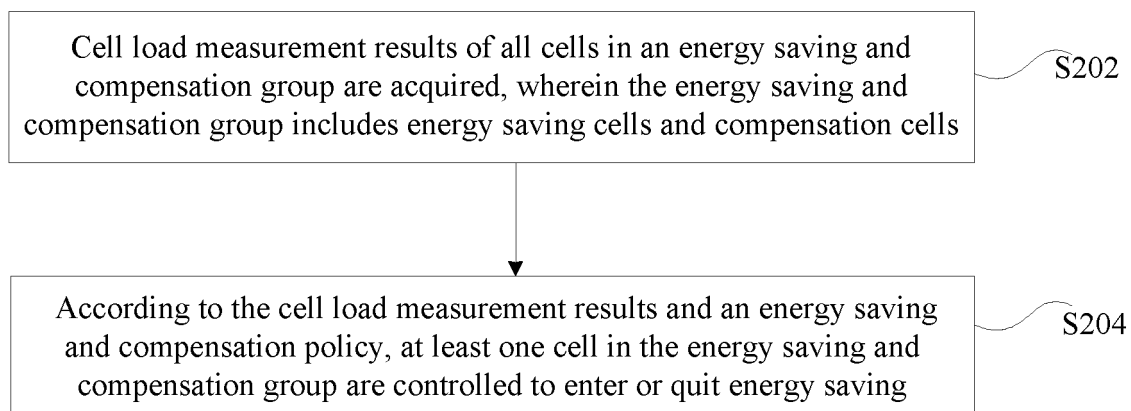 Cell load measurement results of all cells in an energy saving and
compensation group are acquired, wherein the energy saving and
compensation group includes energy saving cells and compensation cells
S202
According to the cell load measurement results and an energy saving
and compensation policy, at least one cell in the energy saving and
compensation group are controlled to enter or quit energy saving
S204